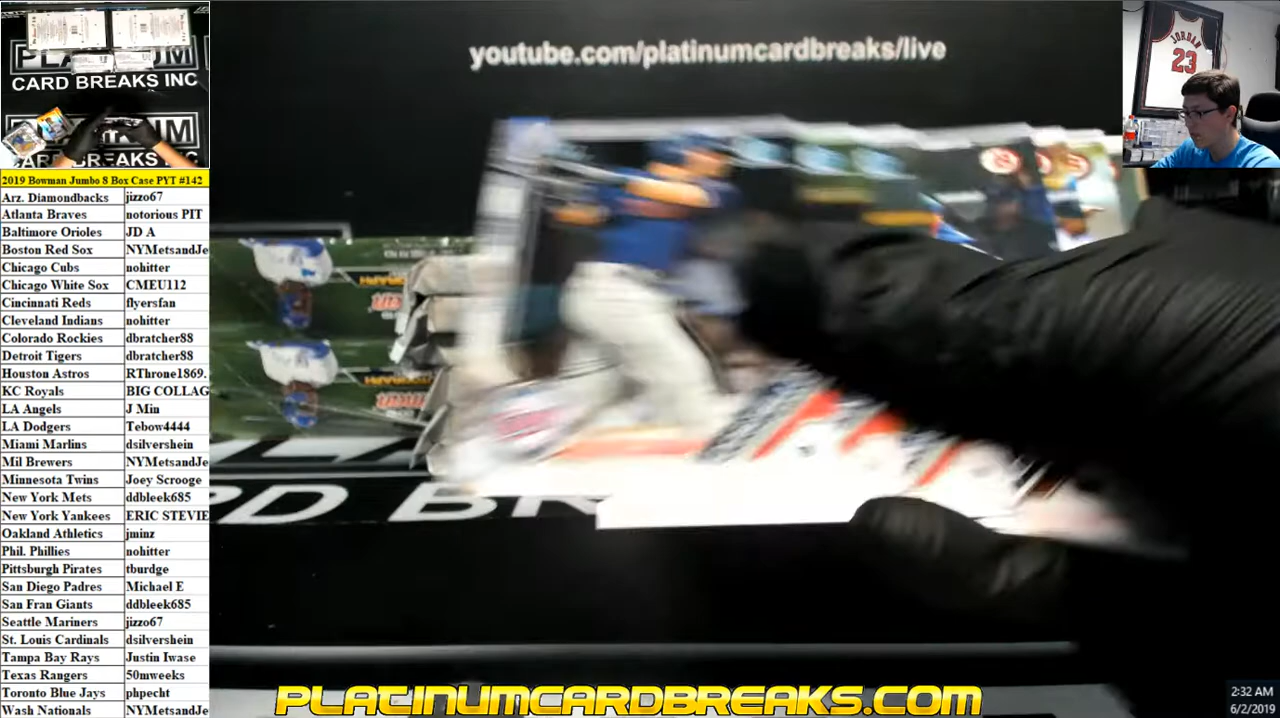 youtube.com/platinumcardbreaks/live
JORDAN
23
CARD BREAKS INC
CARD BREAKS INC
2019 Bowman Jumbo 8 Box Case PYT #142
Arz. Diamondbacks jizzo67
Atlanta Braves notorious PIT
Baltimore Orioles JD A
Boston Red Sox NYMetsandJe
Chicago Cubs nohitter
Chicago White Sox CMEU112
Cincinnati Reds flyersfan
Cleveland Indians nohitter
Colorado Rockies dbratcher88
Detroit Tigers dbratcher88
Houston Astros RThrone1869.
KC Royals BIG COLLAG
LA Angels J Min
LA Dodgers Tebow4444
Miami Marlins dsilvershein
Mil Brewers NYMetsandJe
Minnesota Twins Joey Scrooge
New York Mets ddbleek685
New York Yankees ERIC STEVIE
Oakland Athletics jminz
Phil. Phillies nohitter
Pittsburgh Pirates tburdge
San Diego Padres Michael E
San Fran Giants ddbleek685
Seattle Mariners jizzo67
St. Louis Cardinals dsilvershein
Tampa Bay Rays Justin Iwase
Texas Rangers 50mweeks
Toronto Blue Jays phpecht
Wash Nationals NYMetsandJe
RD BR
PLATINUMCARDBREAKS.COM
2:32 AM
6/2/2019